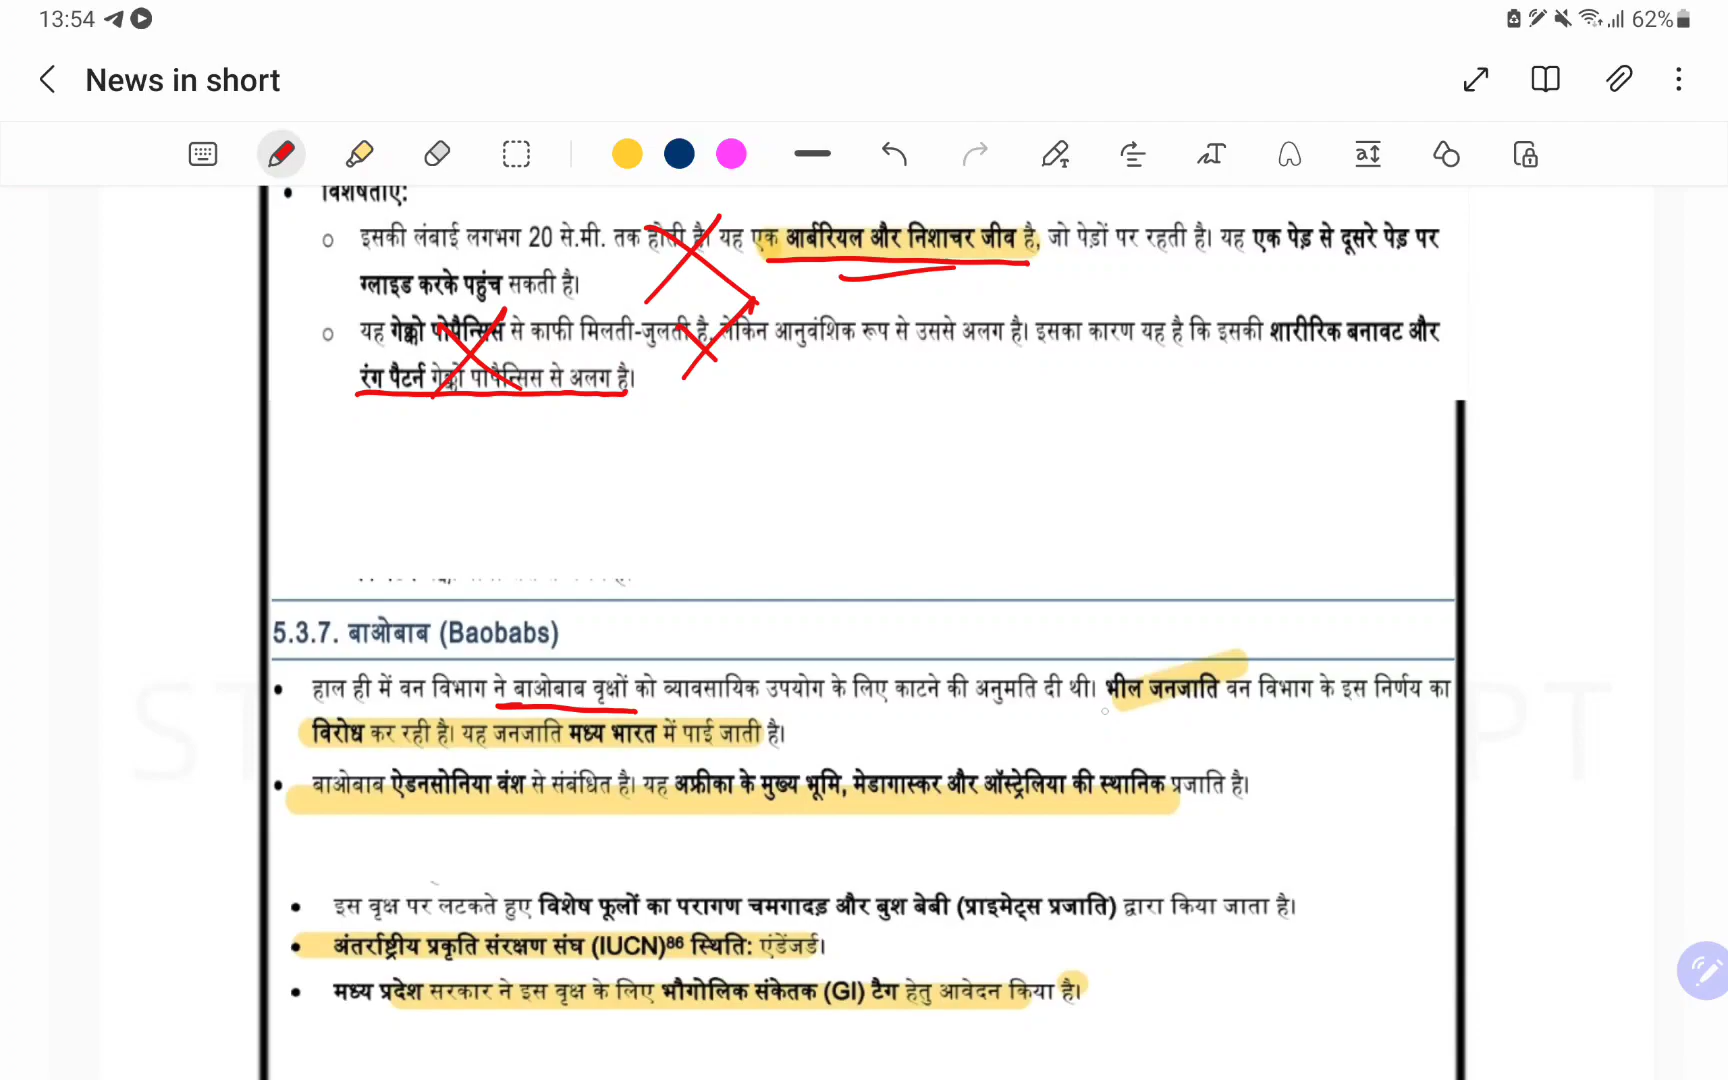 13:54
62%
News in short
विशेषताएं:
इसकी लंबाई लगभग 20 से.मी. तक होती है। यह एक आर्बरियल और निशाचर जीव है, जो पेड़ों पर रहती है। यह एक पेड़ से दूसरे पेड़ पर
ग्लाइड करके पहुंच सकती है।
यह गेक्को पोपैन्सिस से काफी मिलती-जुलती है, लेकिन आनुवंशिक रूप से उससे अलग है। इसका कारण यह है कि इसकी शारीरिक बनावट और
रंग पैटर्न गेक्को पोपैन्सिस से अलग है।
5.3.7. बाओबाब (Baobabs)
हाल ही में वन विभाग ने बाओबाब वृक्षों को व्यावसायिक उपयोग के लिए काटने की अनुमति दी थी। भील जनजाति वन विभाग के इस निर्णय का
विरोध कर रही है। यह जनजाति मध्य भारत में पाई जाती है।
बाओबाब ऐडनसोनिया वंश से संबंधित है। यह अफ्रीका के मुख्य भूमि, मेडागास्कर और ऑस्ट्रेलिया की स्थानिक प्रजाति है।
इस वृक्ष पर लटकते हुए विशेष फूलों का परागण चमगादड़ और बुश बेबी (प्राइमेट्स प्रजाति) द्वारा किया जाता है।
अंतर्राष्ट्रीय प्रकृति संरक्षण संघ (IUCN)⁸⁶ स्थिति: एंडेंजर्ड।
मध्य प्रदेश सरकार ने इस वृक्ष के लिए भौगोलिक संकेतक (GI) टैग हेतु आवेदन किया है।